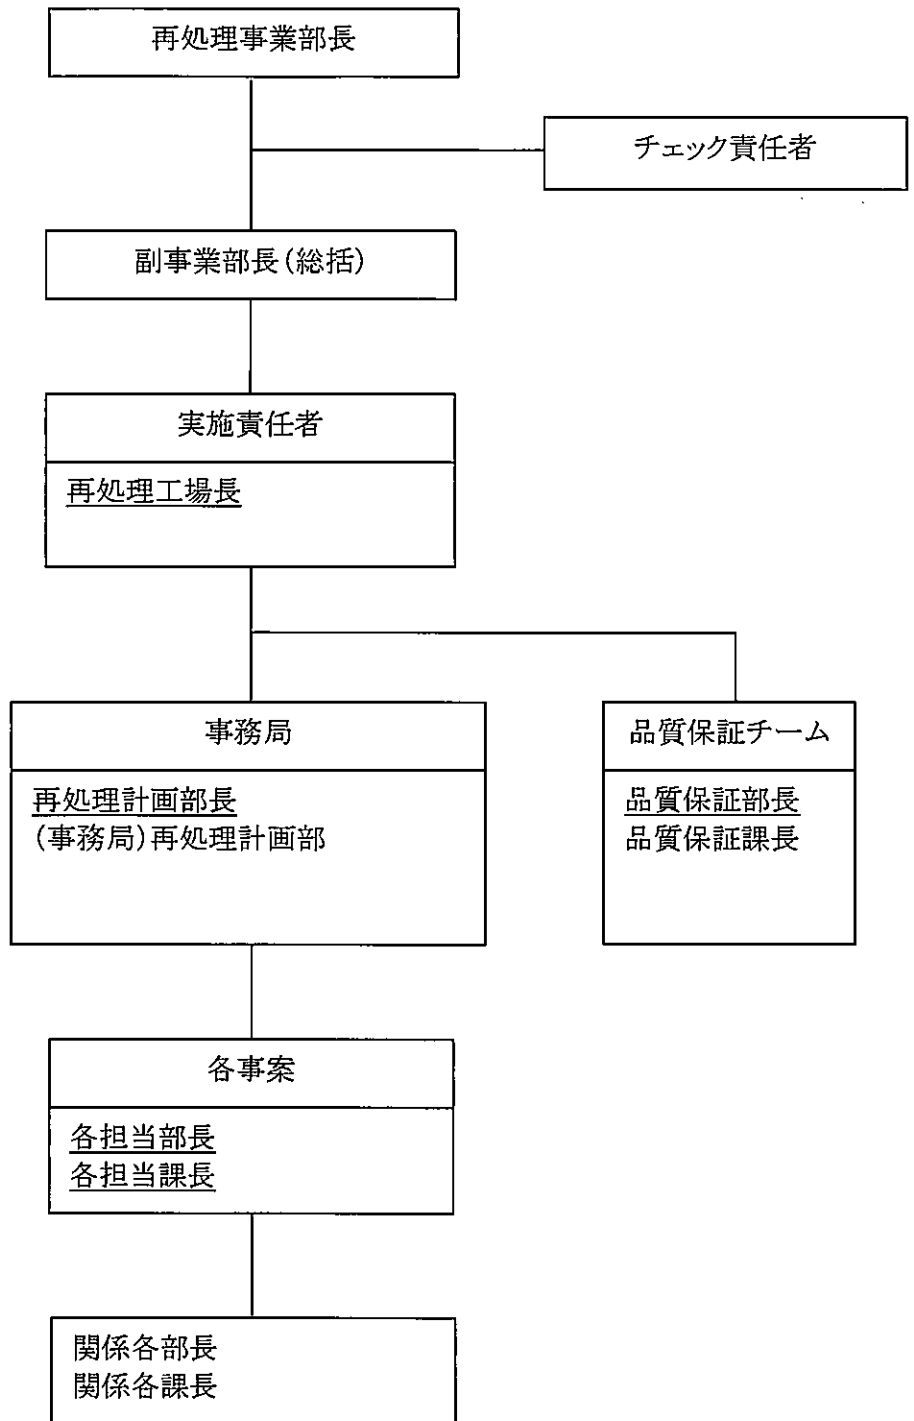 再処理事業部長
チェック責任者
副事業部長(総括)
実施責任者
再処理工場長
事務局
再処理計画部長
(事務局)再処理計画部
品質保証チーム
品質保証部長
品質保証課長
各事案
各担当部長
各担当課長
関係各部長
関係各課長